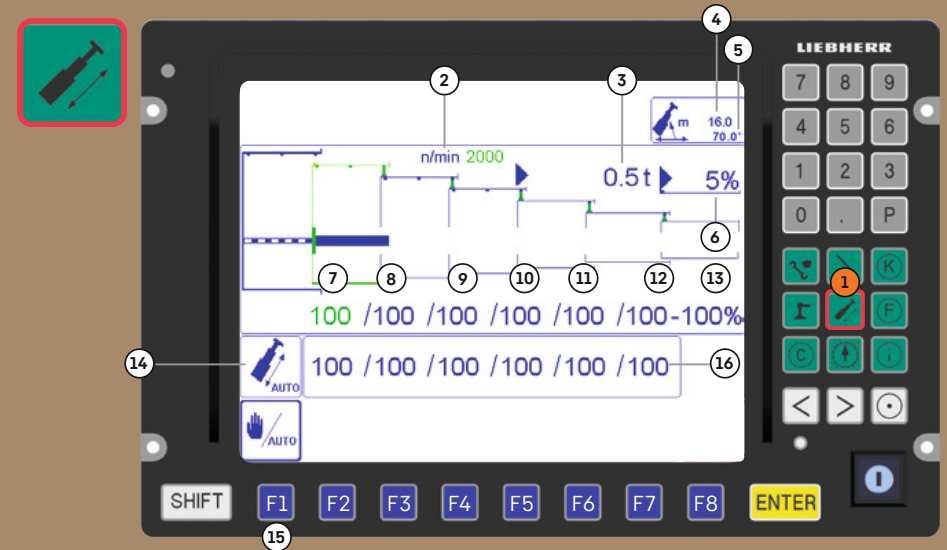 4
LIEBHERR
5
2
3
m 16.0
70.0°
7 8 9
4 5 6
1 2 3
0 . P
n/min 2000
0.5t 5%
6
7 8 9 10 11 12 13
1
K
F
C i
100 /100 /100 /100 /100 /100-100%
14
AUTO
100 /100 /100 /100 /100 /100
16
/AUTO
< >
SHIFT F1 F2 F3 F4 F5 F6 F7 F8 ENTER
15